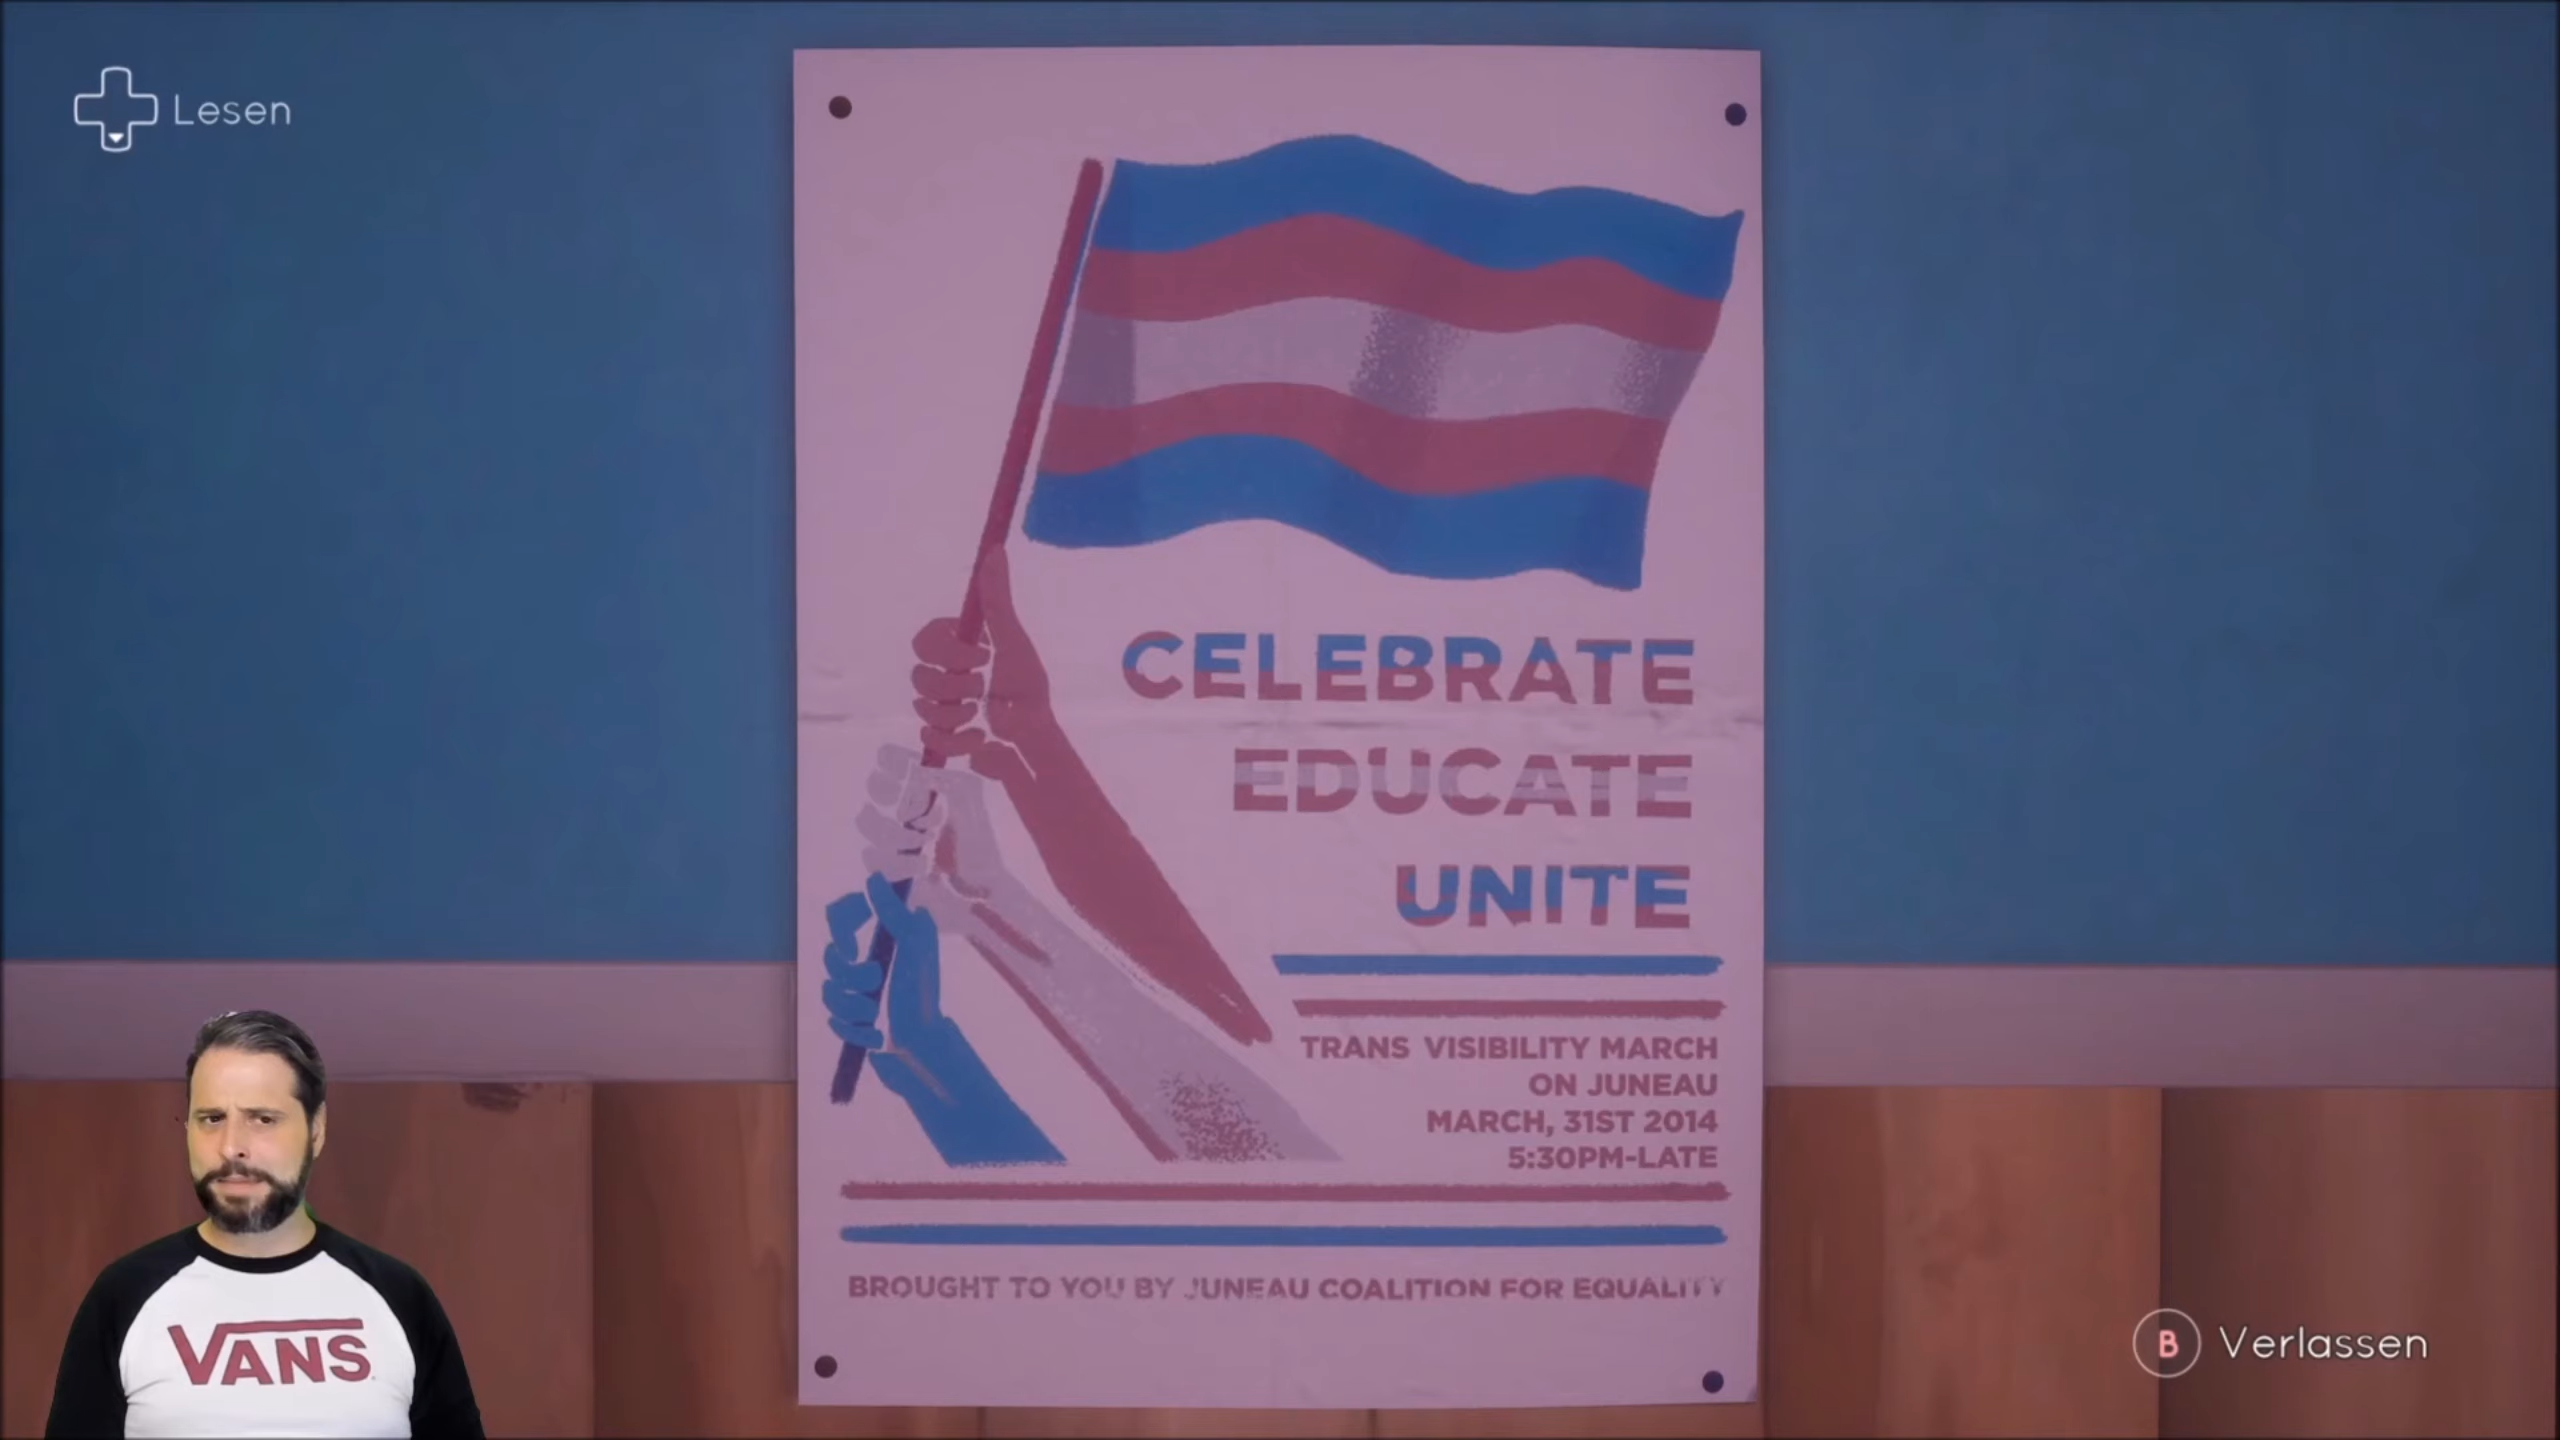 Lesen
CELEBRATE
EDUCATE
UNITE
TRANS VISIBILITY MARCH
ON JUNEAU
MARCH, 31ST 2014
5:30PM-LATE
BROUGHT TO YOU BY JUNEAU COALITION FOR EQUALITY
VANS
B Verlassen